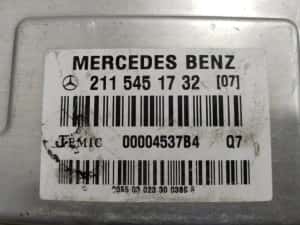 MERCEDES BENZ
211 545 17 32 [07]
TEMIC 00004537B4 Q7